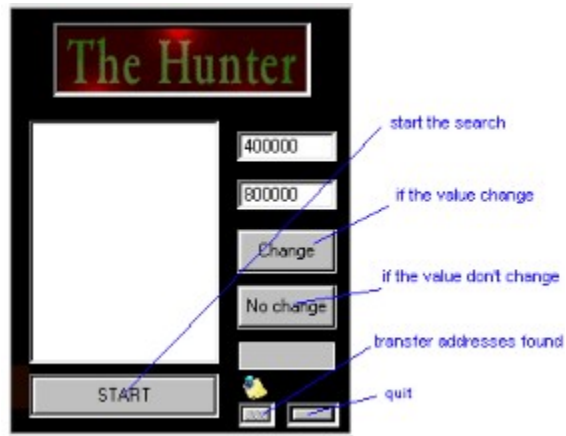 The Hunter
start the search
400000
800000
if the value change
Change
if the value don't change
No change
transfer addresses found
START
quit